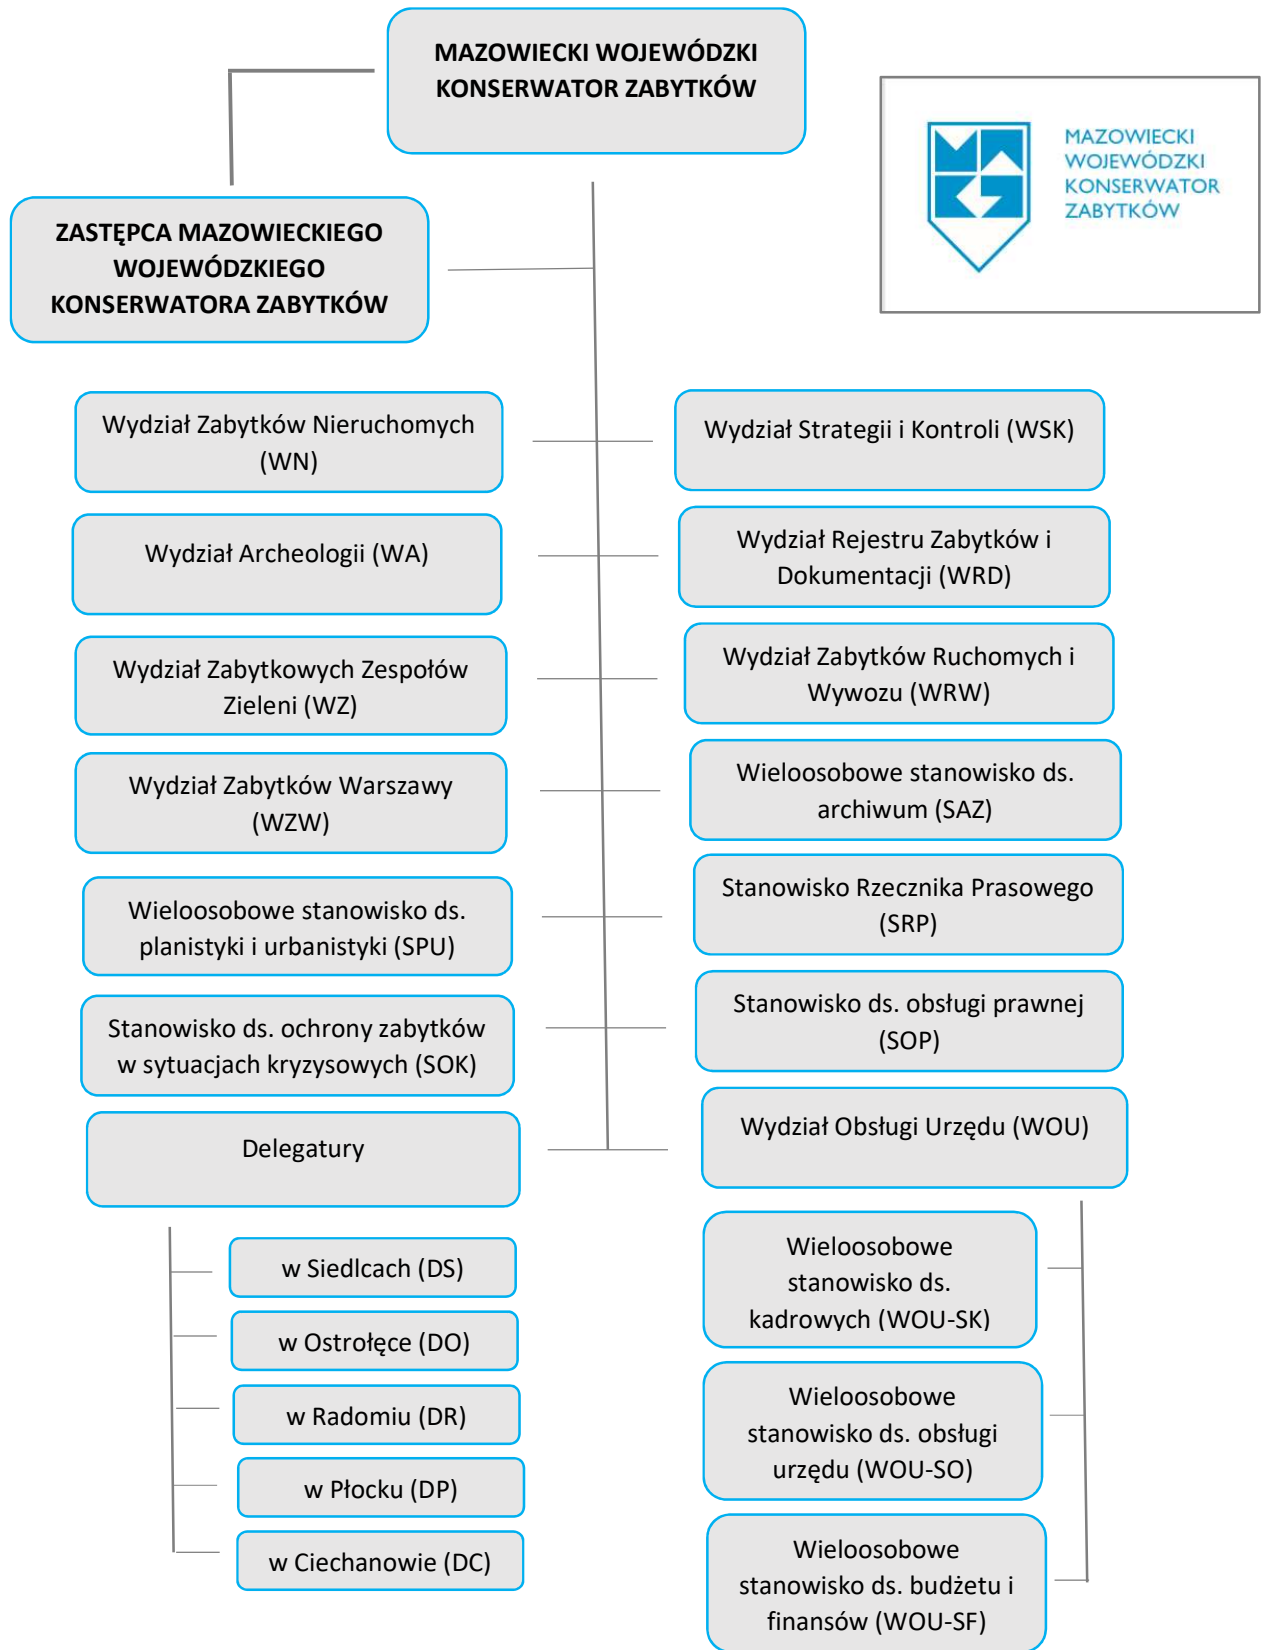 MAZOWIECKI WOJEWÓDZKI
KONSERWATOR ZABYTKÓW
MAZOWIECKI
WOJEWÓDZKI
KONSERWATOR
ZABYTKÓW
ZASTĘPCA MAZOWIECKIEGO
WOJEWÓDZKIEGO
KONSERWATORA ZABYTKÓW
Wydział Zabytków Nieruchomych
(WN)
Wydział Strategii i Kontroli (WSK)
Wydział Archeologii (WA)
Wydział Rejestru Zabytków i
Dokumentacji (WRD)
Wydział Zabytkowych Zespołów
Zieleni (WZ)
Wydział Zabytków Ruchomych i
Wywozu (WRW)
Wydział Zabytków Warszawy
(WZW)
Wieloosobowe stanowisko ds.
archiwum (SAZ)
Wieloosobowe stanowisko ds.
planistyki i urbanistyki (SPU)
Stanowisko Rzecznika Prasowego
(SRP)
Stanowisko ds. ochrony zabytków
w sytuacjach kryzysowych (SOK)
Stanowisko ds. obsługi prawnej
(SOP)
Delegatury
Wydział Obsługi Urzędu (WOU)
w Siedlcach (DS)
w Ostrołęce (DO)
w Radomiu (DR)
w Płocku (DP)
w Ciechanowie (DC)
Wieloosobowe
stanowisko ds.
kadrowych (WOU-SK)
Wieloosobowe
stanowisko ds. obsługi
urzędu (WOU-SO)
Wieloosobowe
stanowisko ds. budżetu i
finansów (WOU-SF)